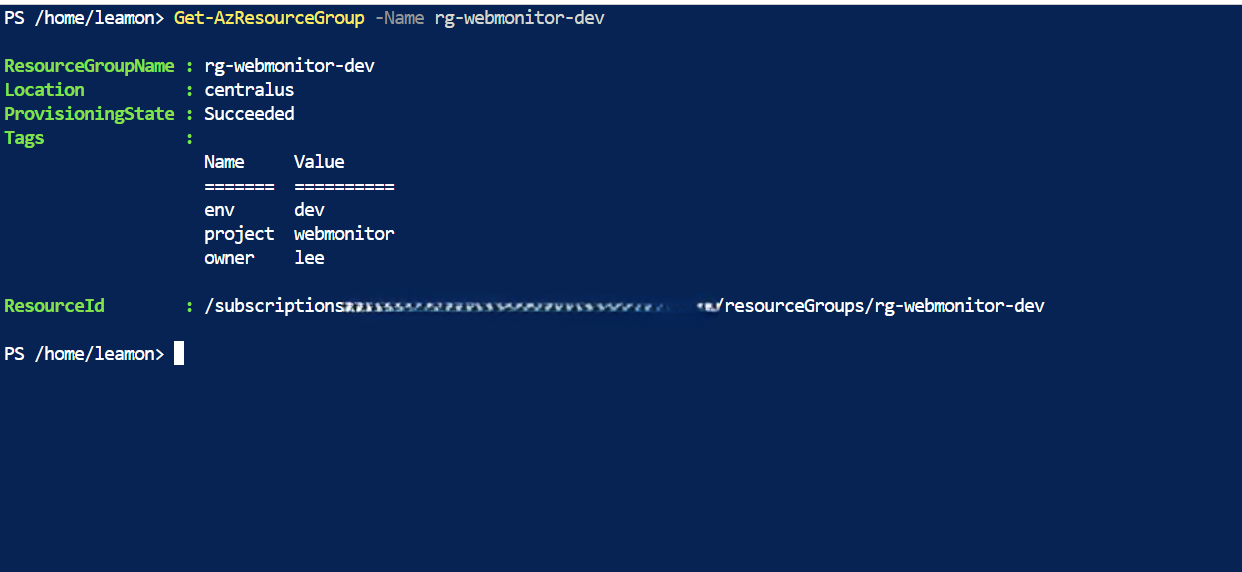 PS /home/leamon> Get-AzResourceGroup -Name rg-webmonitor-dev
ResourceGroupName : rg-webmonitor-dev
Location : centralus
ProvisioningState : Succeeded
Tags :
Name Value
======= ==========
env dev
project webmonitor
owner lee
ResourceId : /subscriptions /resourceGroups/rg-webmonitor-dev
PS /home/leamon>